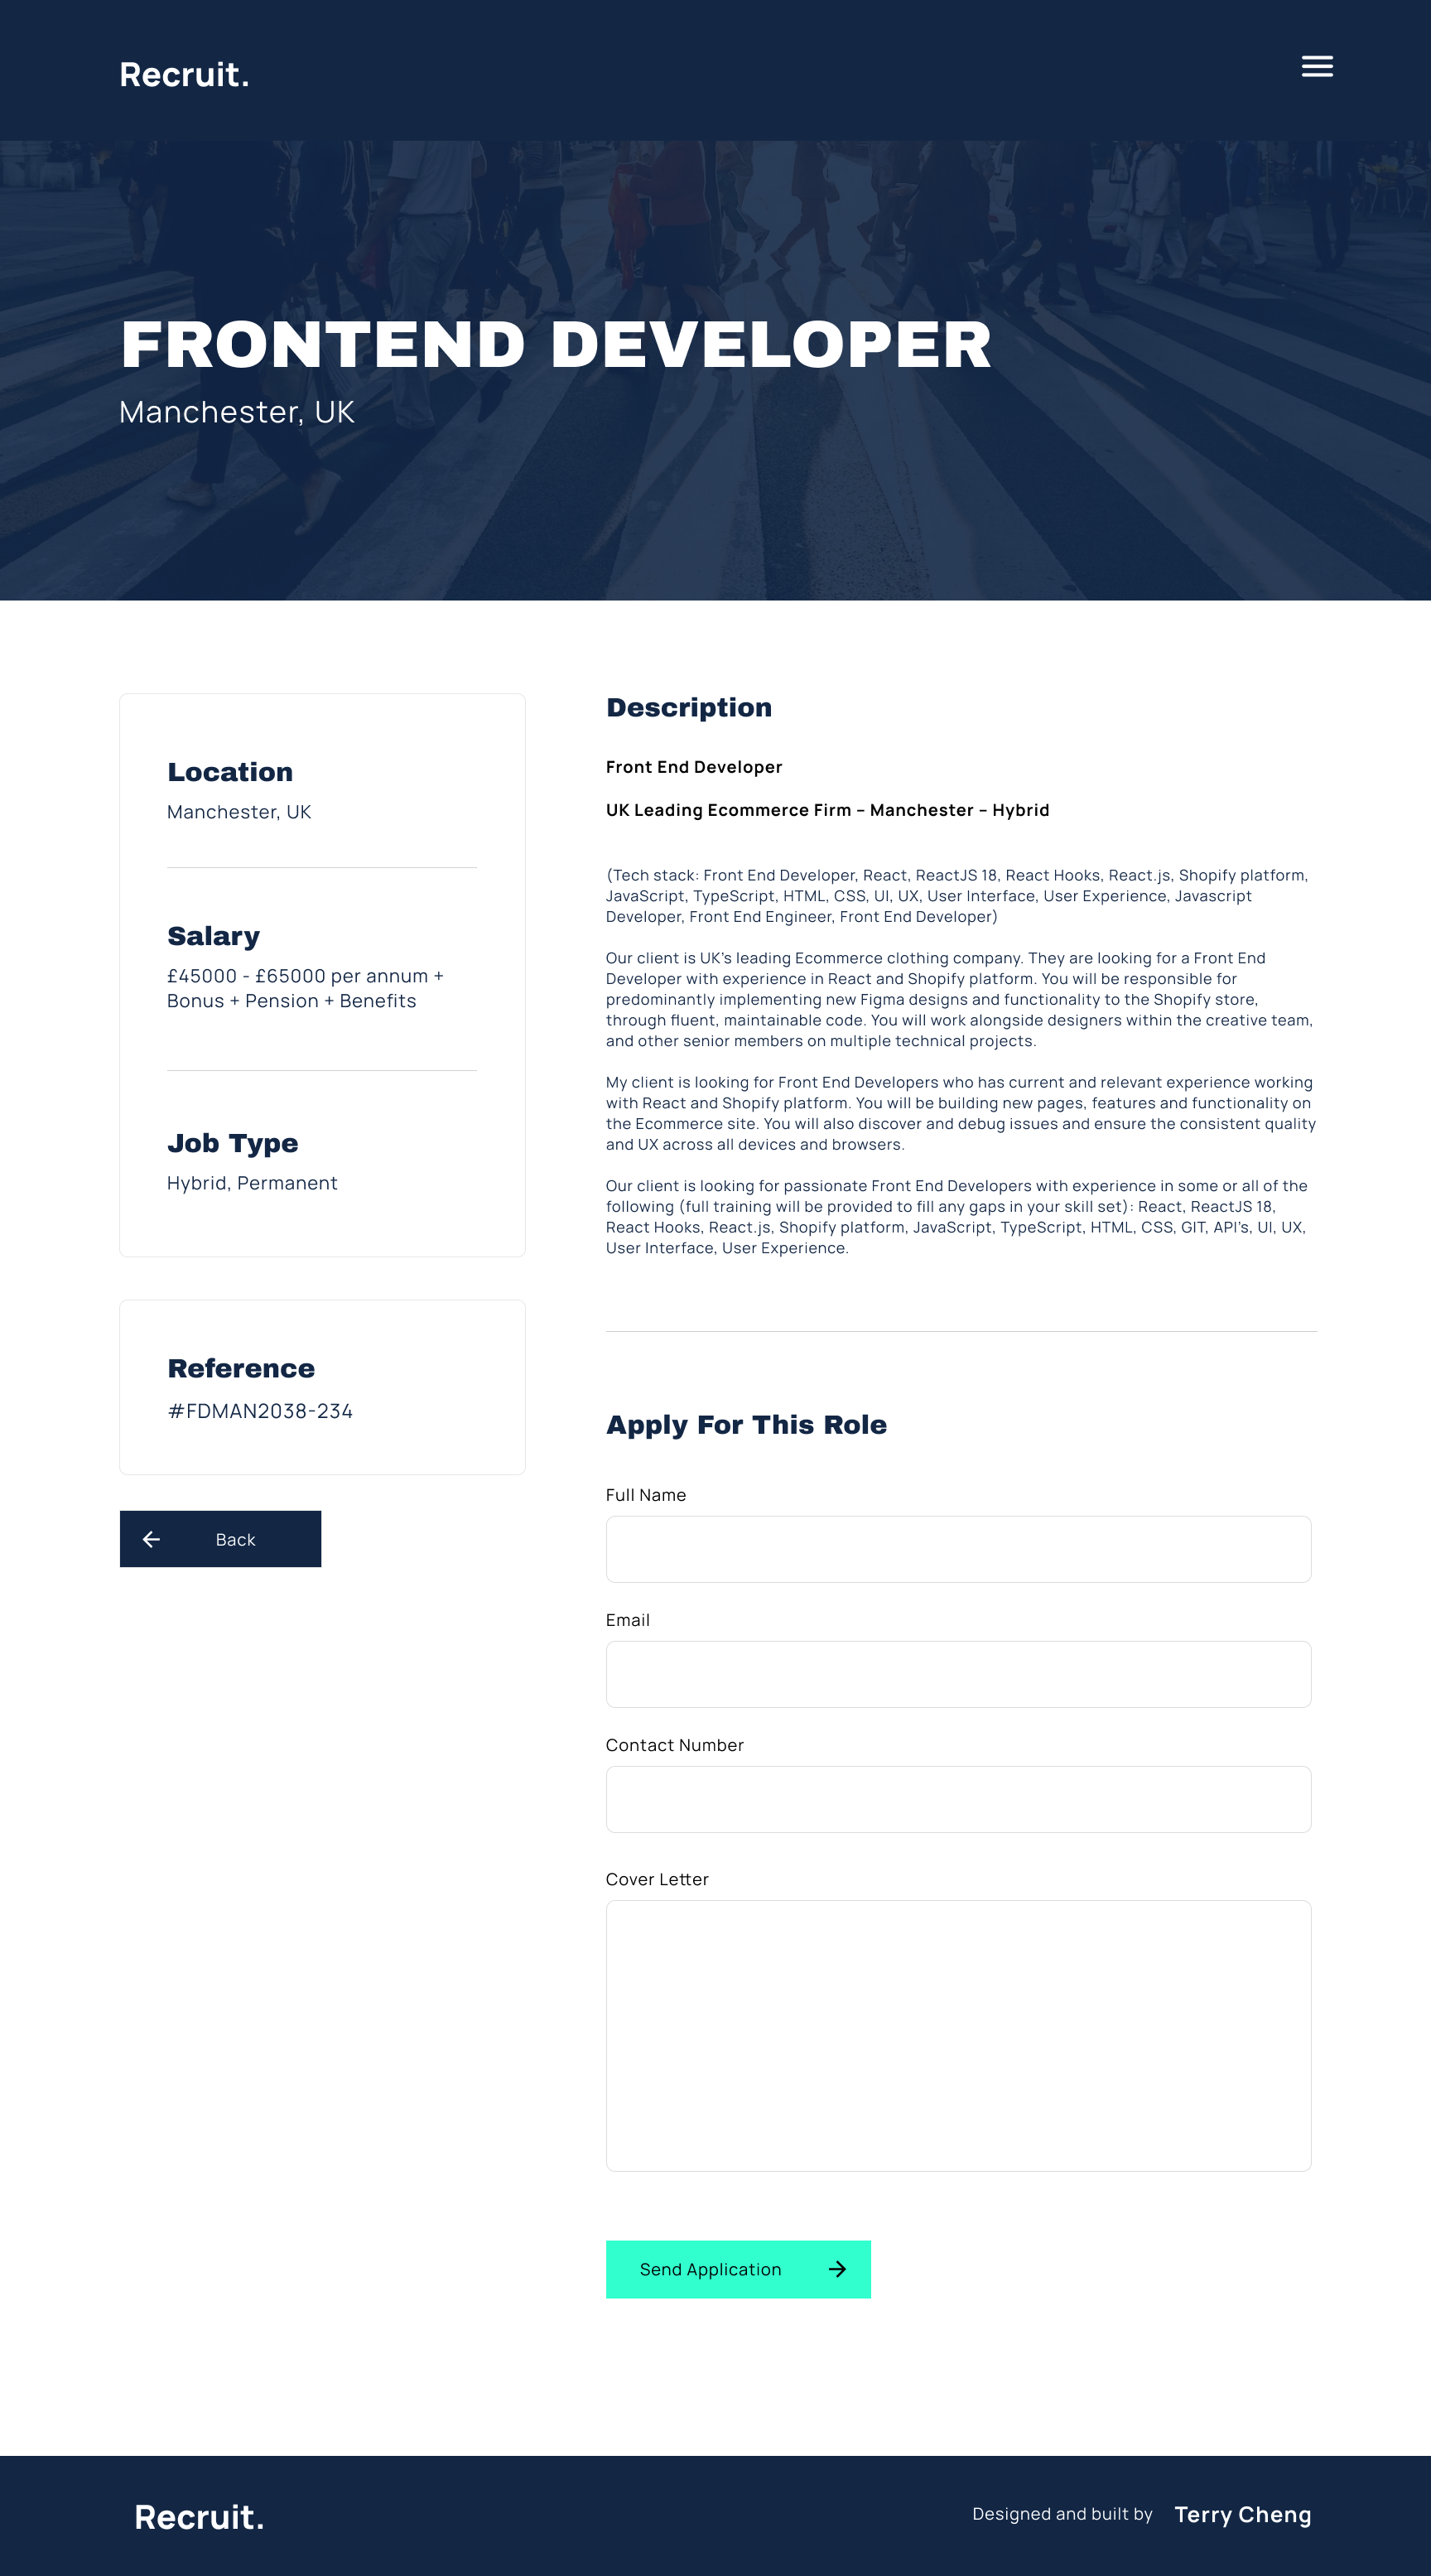 Recruit.
FRONTEND DEVELOPER
Manchester, UK
Location
Manchester, UK
Salary
£45000 - £65000 per annum +
Bonus + Pension + Benefits
Job Type
Hybrid, Permanent
Reference
#FDMAN2038-234
Back
Description
Front End Developer
UK Leading Ecommerce Firm – Manchester – Hybrid
(Tech stack: Front End Developer, React, ReactJS 18, React Hooks, React.js, Shopify platform,
JavaScript, TypeScript, HTML, CSS, UI, UX, User Interface, User Experience, Javascript
Developer, Front End Engineer, Front End Developer)
Our client is UK's leading Ecommerce clothing company. They are looking for a Front End
Developer with experience in React and Shopify platform. You will be responsible for
predominantly implementing new Figma designs and functionality to the Shopify store,
through fluent, maintainable code. You will work alongside designers within the creative team,
and other senior members on multiple technical projects.
My client is looking for Front End Developers who has current and relevant experience working
with React and Shopify platform. You will be building new pages, features and functionality on
the Ecommerce site. You will also discover and debug issues and ensure the consistent quality
and UX across all devices and browsers.
Our client is looking for passionate Front End Developers with experience in some or all of the
following (full training will be provided to fill any gaps in your skill set): React, ReactJS 18,
React Hooks, React.js, Shopify platform, JavaScript, TypeScript, HTML, CSS, GIT, API's, UI, UX,
User Interface, User Experience.
Apply For This Role
Full Name
Email
Contact Number
Cover Letter
Send Application
Recruit.
Designed and built by Terry Cheng